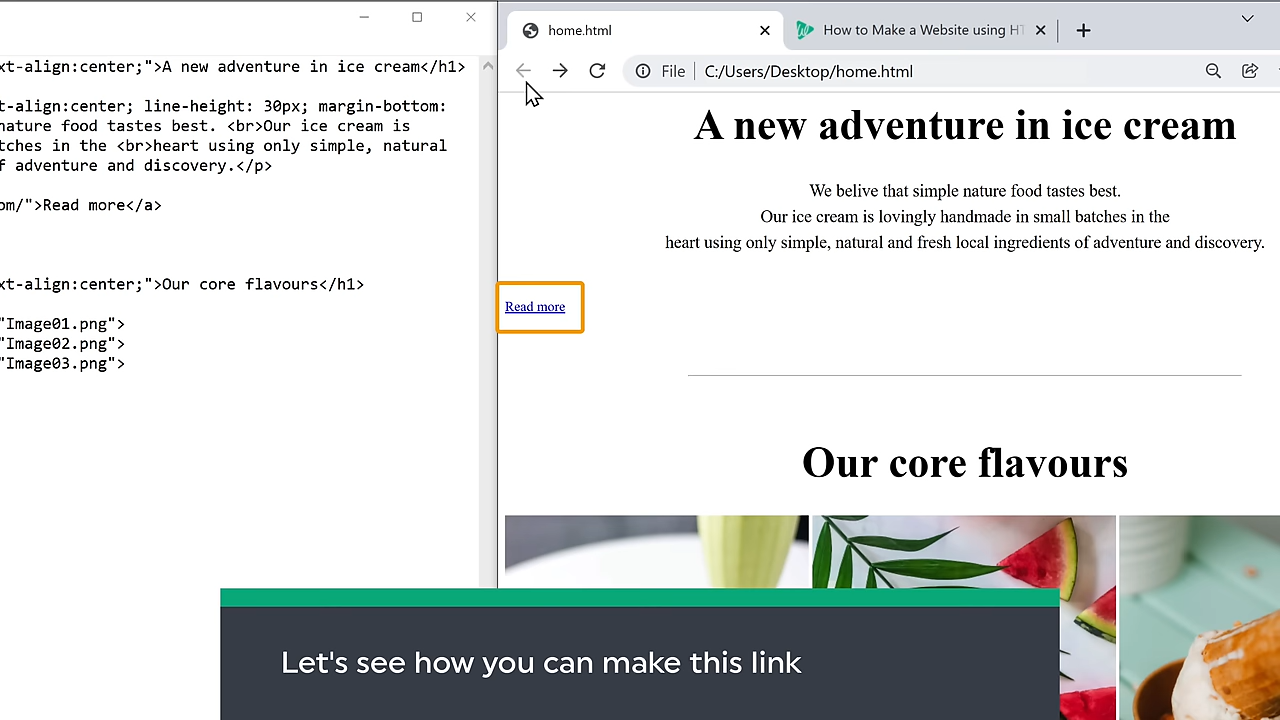 xt-align:center;">A new adventure in ice cream</h1>
xt-align:center; line-height: 30px; margin-bottom:
nature food tastes best. <br>Our ice cream is
tches in the <br>heart using only simple, natural
f adventure and discovery.</p>
om/">Read more</a>
xt-align:center;">Our core flavours</h1>
"Image01.png">
"Image02.png">
"Image03.png">
home.html
How to Make a Website using HT
File
C:/Users/Desktop/home.html
A new adventure in ice cream
We belive that simple nature food tastes best.
Our ice cream is lovingly handmade in small batches in the
heart using only simple, natural and fresh local ingredients of adventure and discovery.
Read more
Our core flavours
Let's see how you can make this link